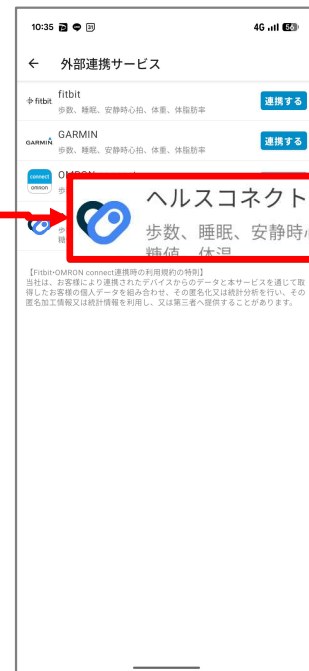 10:35 31 4G 56
← 外部連携サービス
fitbit fitbit 連携する
歩数、睡眠、安静時心拍、体重、体脂肪率
GARMIN GARMIN 連携する
歩数、睡眠、安静時心拍、体重、体脂肪率
connect
OMRON
歩
ヘルスコネクト
歩数、睡眠、安静時心
糖値、体温
【Fitbit・OMRON connect連携時の利用規約の特則】
当社は、お客様により連携されたデバイスからのデータと本サービスを通じて取
得したお客様の個人データを組み合わせ、その匿名化又は統計分析を行い、その
匿名加工情報又は統計情報を利用し、又は第三者へ提供することがあります。